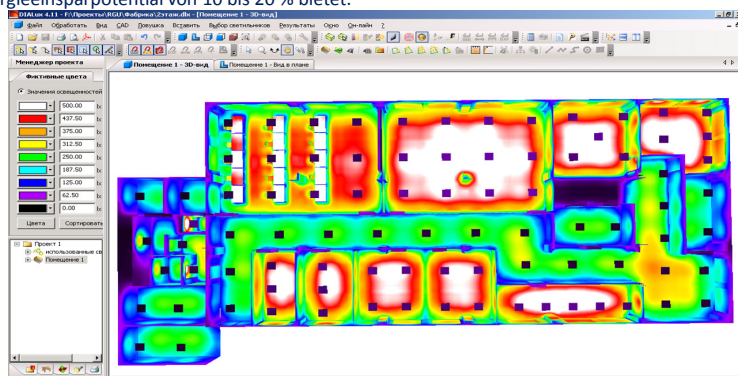 rgieeinsparpotential von 10 bis 20 % bietet.
DIALux 4.11 - F:\Проекты\RGU\Фабрика\2этаж.dlx - [Помещение 1 - 3D-вид]
Файл Обработать Вид CAD Ловушка Вставить Выбор светильников Результаты Окно Он-лайн ?
Менеджер проекта
Помещение 1 - 3D-вид Помещение 1 - Вид в плане
Фиктивные цвета
Значения освещенностей
500.00 lx
437.50 lx
375.00 lx
312.50 lx
250.00 lx
187.50 lx
125.00 lx
62.50 lx
0.00 lx
Цвета Сортировать
Проект 1
использованные св
Помещение 1